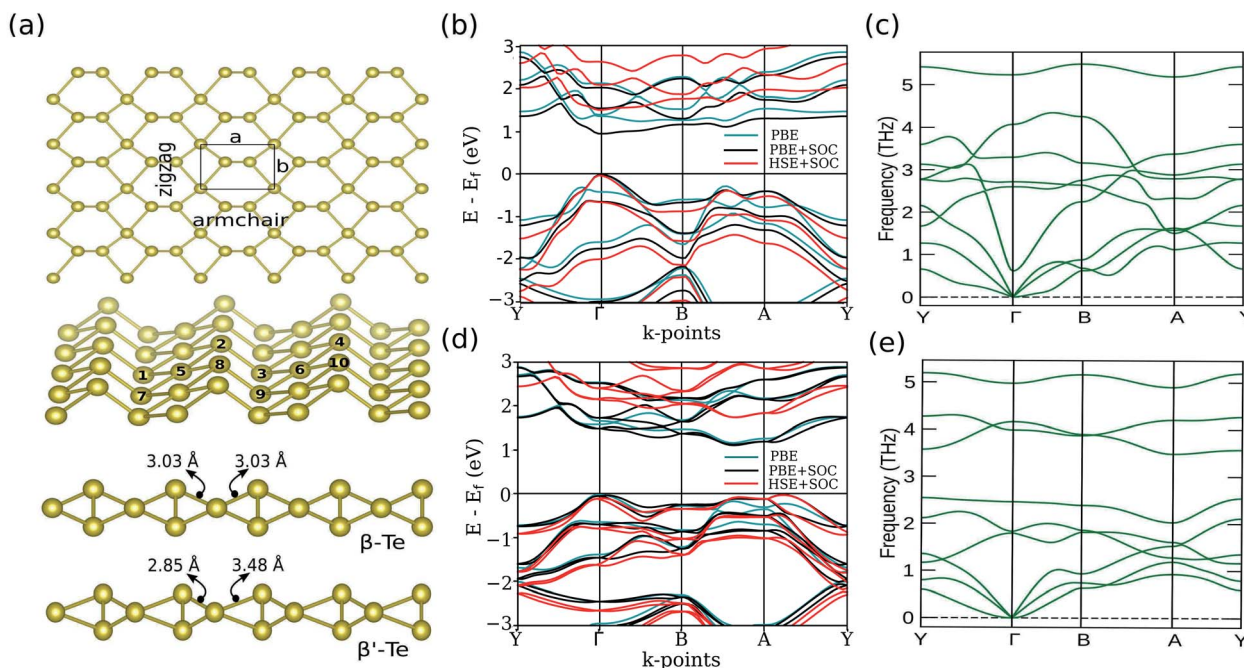 (a)
zigzag
a
b
armchair
1
5
2
8
3
6
4
10
7
9
3.03 Å
3.03 Å
β-Te
2.85 Å
3.48 Å
β'-Te
(b)
3
2
1
0
-1
-2
−3
E - E_f (eV)
PBE
PBE+SOC
HSE+SOC
Y
Γ
B
A
Y
k-points
(c)
5
4
3
2
1
0
Frequency (THz)
Y
Γ
B
A
Y
(d)
3
2
1
0
-1
−2
−3
E - E_f (eV)
PBE
PBE+SOC
HSE+SOC
Y
Γ
B
A
Y
k-points
(e)
5
4
3
2
1
0
Frequency (THz)
Y
Γ
B
A
Y